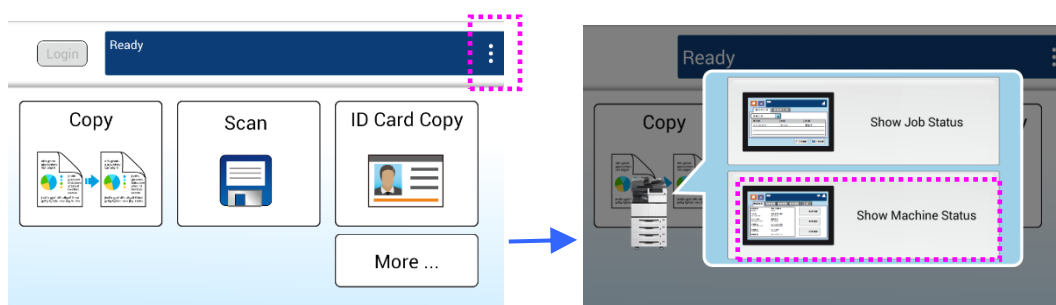 Login
Ready
Copy
Scan
ID Card Copy
More ...
Ready
Copy
Show Job Status
Show Machine Status